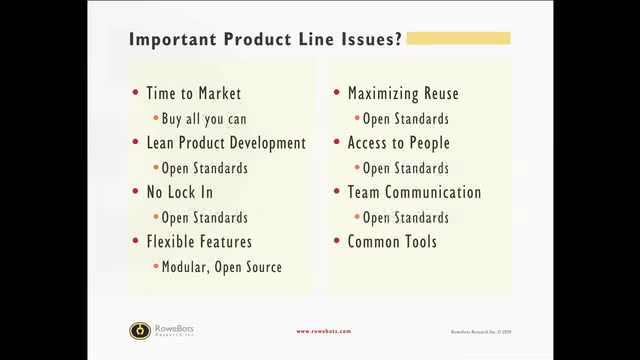 Important Product Line Issues?
• Time to Market
• Buy all you can
• Lean Product Development
• Open Standards
• No Lock In
• Open Standards
• Flexible Features
• Modular, Open Source
• Maximizing Reuse
• Open Standards
• Access to People
• Open Standards
• Team Communication
• Open Standards
• Common Tools
RoweBots
Research Inc.
www.rowebots.com
RoweBots Research Inc. © 2009